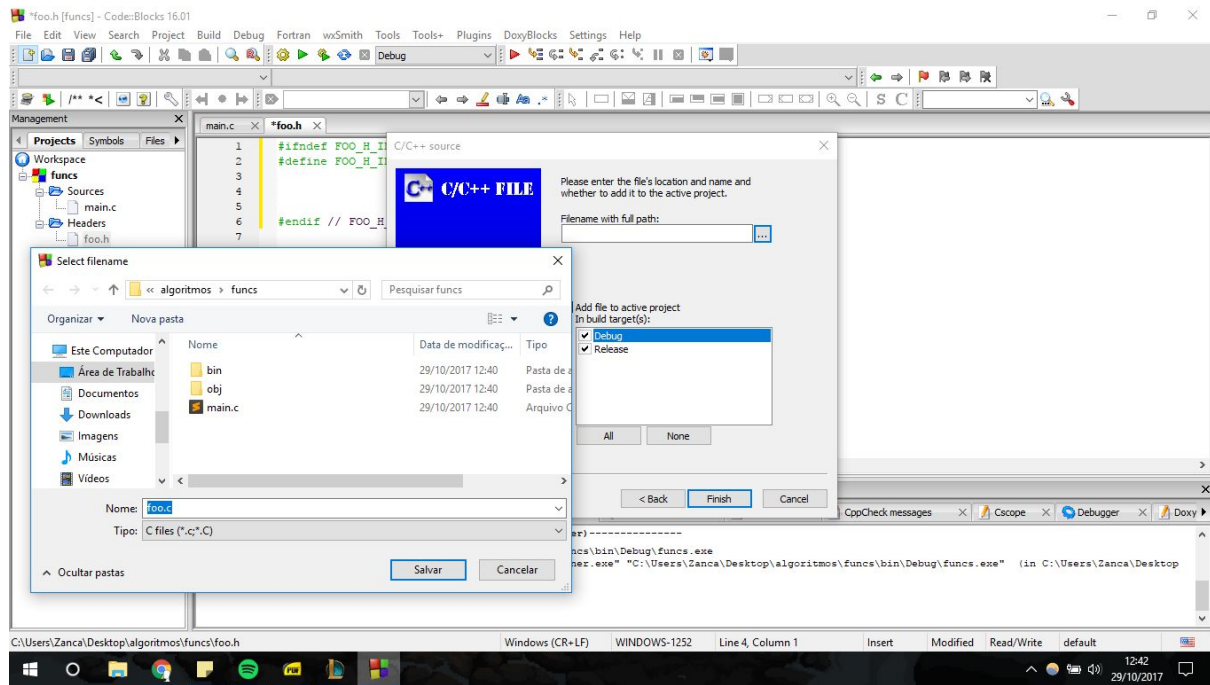 *foo.h [funcs] - Code::Blocks 16.01
File Edit View Search Project Build Debug Fortran wxSmith Tools Tools+ Plugins DoxyBlocks Settings Help
Debug
/** *<
S C
Management
main.c *foo.h
Projects Symbols Files
Workspace
funcs
Sources
main.c
Headers
foo.h
1 #ifndef FOO_H_
2 #define FOO_H_
3
4
5
6 #endif // FOO_H_
7
C/C++ source
C/C++ FILE
Please enter the file's location and name and
whether to add it to the active project.
Filename with full path:
...
Add file to active project
In build target(s):
Debug
Release
All None
< Back Finish Cancel
Select filename
« algoritmos > funcs
Pesquisar funcs
Organizar Nova pasta
Este Computador
Área de Trabalho
Documentos
Downloads
Imagens
Músicas
Vídeos
Nome Data de modificaç... Tipo
bin 29/10/2017 12:40 Pasta de a
obj 29/10/2017 12:40 Pasta de a
main.c 29/10/2017 12:40 Arquivo C
Nome: foo.c
Tipo: C files (*.c;*.C)
Ocultar pastas
Salvar Cancelar
CppCheck messages Cscope Debugger Doxy
er)---------------
ncs\bin\Debug\funcs.exe
ner.exe" "C:\Users\Zanca\Desktop\algoritmos\funcs\bin\Debug\funcs.exe" (in C:\Users\Zanca\Desktop
C:\Users\Zanca\Desktop\algoritmos\funcs\foo.h Windows (CR+LF) WINDOWS-1252 Line 4, Column 1 Insert Modified Read/Write default
12:42
29/10/2017